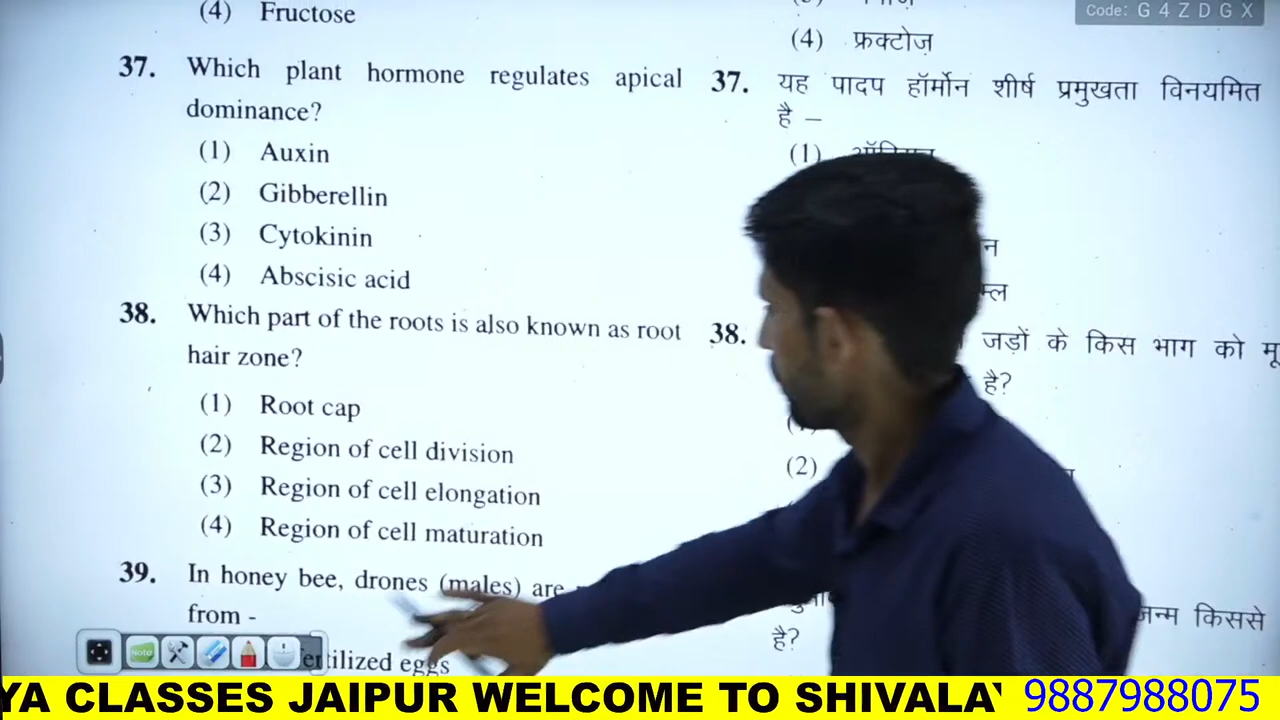 (4) Fructose
37. Which plant hormone regulates apical
dominance?
(1) Auxin
(2) Gibberellin
(3) Cytokinin
(4) Abscisic acid
38. Which part of the roots is also known as root
hair zone?
(1) Root cap
(2) Region of cell division
(3) Region of cell elongation
(4) Region of cell maturation
39. In honey bee, drones (males) are
from -
eggs
Code: G 4 Z D G X
(4) फ्रक्टोज़
37. यह पादप हॉर्मोन शीर्ष प्रमुखता विनयमित
है –
(1)
38. जड़ों के किस भाग को
है?
(2)
जन्म किससे
है?
Note
YA CLASSES JAIPUR WELCOME TO SHIVALAY
9887988075